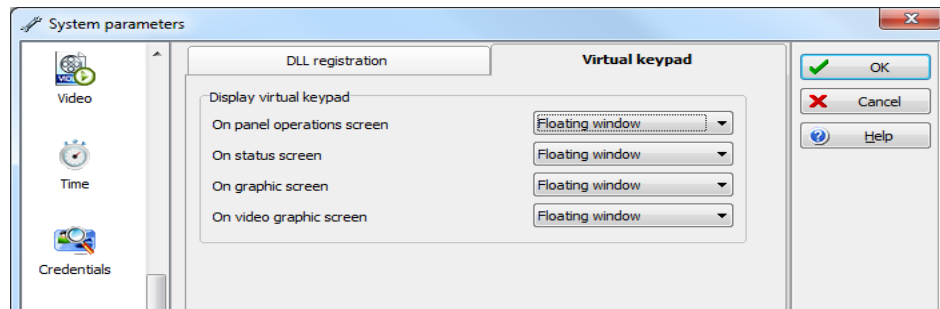 System parameters
Video
Time
Credentials
DLL registration
Virtual keypad
Display virtual keypad
On panel operations screen
Floating window
On status screen
Floating window
On graphic screen
Floating window
On video graphic screen
Floating window
OK
Cancel
Help